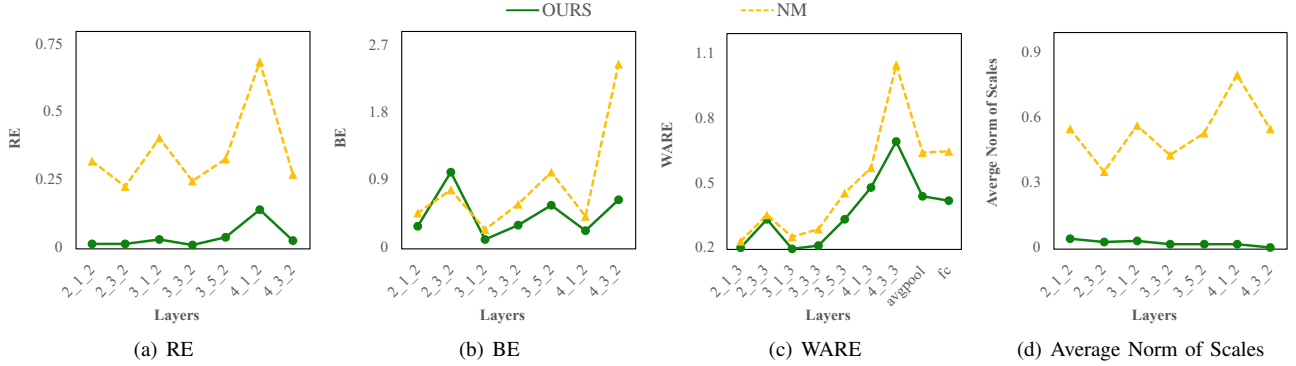 OURS
NM
0.75
0.5
0.25
0
RE
2_1_2
2_3_2
3_1_2
3_3_2
3_5_2
4_1_2
4_3_2
Layers
(a) RE
2.7
1.8
0.9
0
BE
2_1_2
2_3_2
3_1_2
3_3_2
3_5_2
4_1_2
4_3_2
Layers
(b) BE
1.1
0.8
0.5
0.2
WARE
2_1_3
2_3_3
3_1_3
3_3_3
3_5_3
4_1_3
4_3_3
avgpool
fc
Layers
(c) WARE
0.9
0.6
0.3
0
Averge Norm of Scales
2_1_2
2_3_2
3_1_2
3_3_2
3_5_2
4_1_2
4_3_2
Layers
(d) Average Norm of Scales